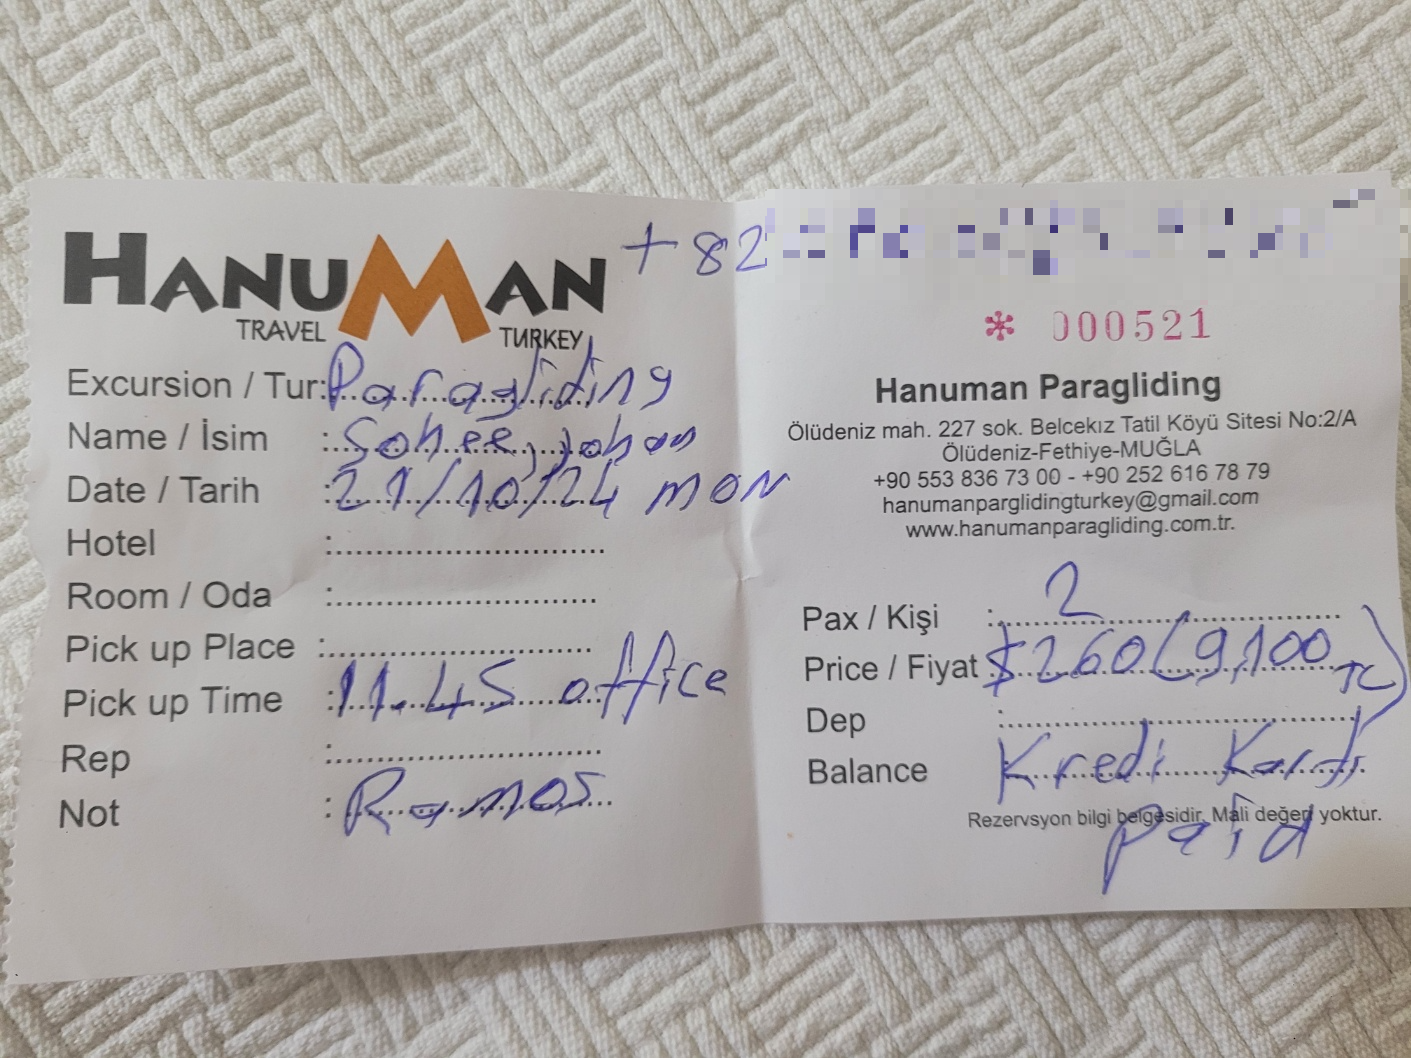 HANUMAN
TRAVEL TURKEY
+82
Excursion / Tur: Paragliding
Name / İsim : Sohee, Johan
Date / Tarih : 21/10/24 MON
Hotel :
Room / Oda :
Pick up Place :
Pick up Time : 11.45 office
Rep :
Not : Ramos
* 000521
Hanuman Paragliding
Ölüdeniz mah. 227 sok. Belcekız Tatil Köyü Sitesi No:2/A
Ölüdeniz-Fethiye-MUĞLA
+90 553 836 73 00 - +90 252 616 78 79
hanumanparglidingturkey@gmail.com
www.hanumanparagliding.com.tr.
Pax / Kişi : 2
Price / Fiyat : $260 (9,100 TL)
Dep :
Balance Kredi Kartı
Rezervsyon bilgi belgesidir. Mali değeri yoktur.
paid